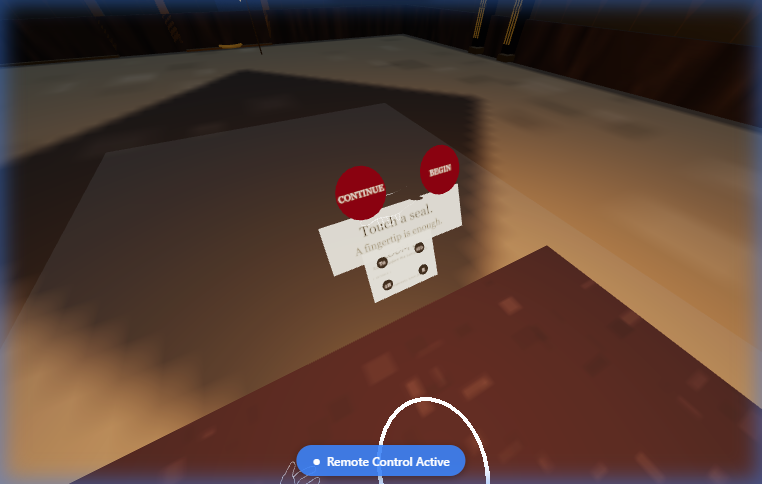 CONTINUE
BEGIN
Touch a seal.
A fingertip is enough.
Remote Control Active